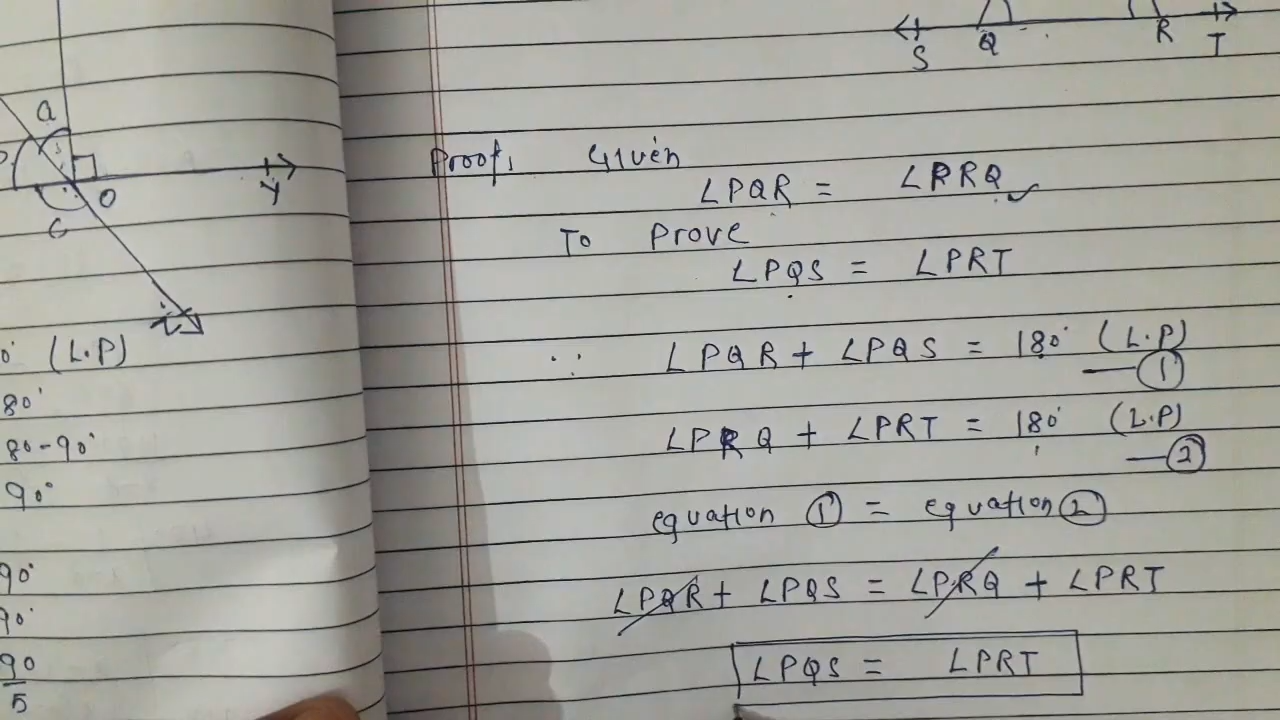 a
O
Y
c
0° (L.P)
80°
80-90°
90°
90°
90°
90
5
S Q R T
Proof, Given
∠PQR = ∠PRQ
To Prove
∠PQS = ∠PRT
∵ ∠PQR + ∠PQS = 180° (L.P)
— ①
∠PRQ + ∠PRT = 180° (L.P)
— ②
equation ① = equation ②
∠PQR + ∠PQS = ∠PRQ + ∠PRT
∠PQS = ∠PRT